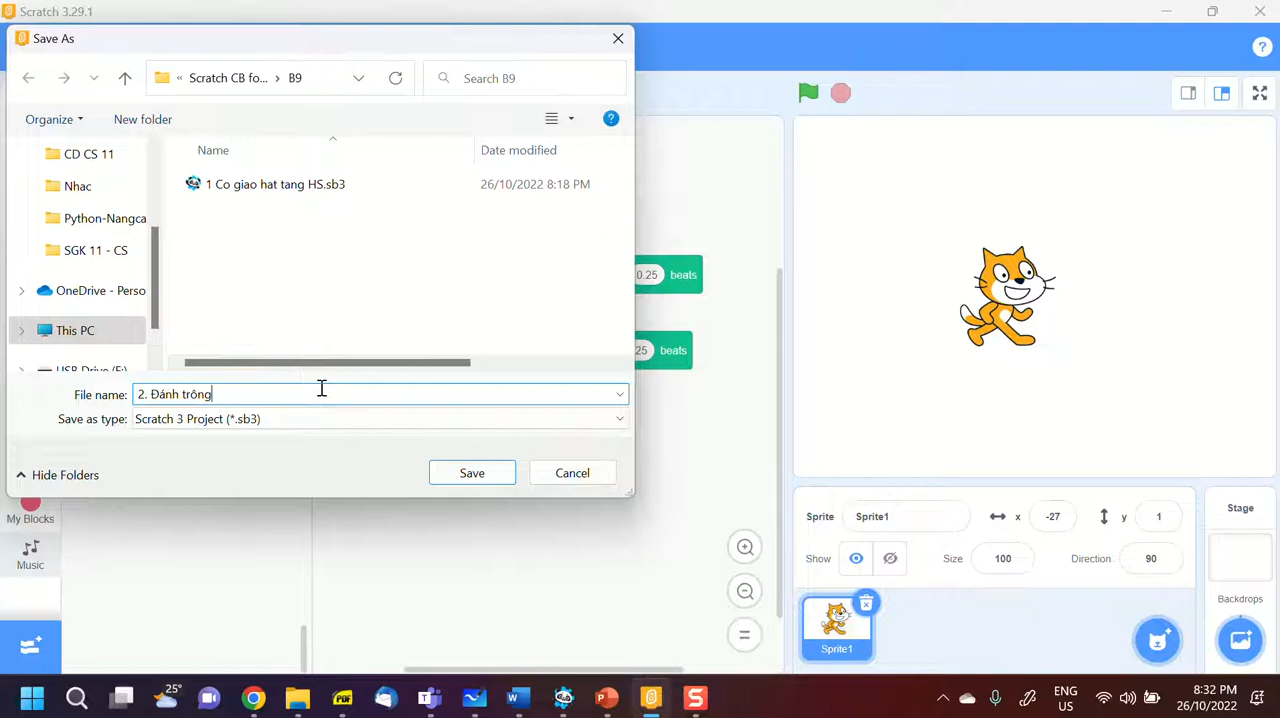 Scratch 3.29.1
Save As
« Scratch CB fo... › B9
Search B9
Organize
New folder
Name
Date modified
CD CS 11
Nhac
Python-Nangca
SGK 11 - CS
OneDrive - Perso
This PC
USB Drive (F:)
1 Co giao hat tang HS.sb3
26/10/2022 8:18 PM
File name:
2. Đánh trông
Save as type:
Scratch 3 Project (*.sb3)
Hide Folders
Save
Cancel
0.25 beats
25 beats
My Blocks
Music
Sprite
Sprite1
x
-27
y
1
Show
Size
100
Direction
90
Sprite1
Stage
Backdrops
25°
PDF
ENG
US
8:32 PM
26/10/2022